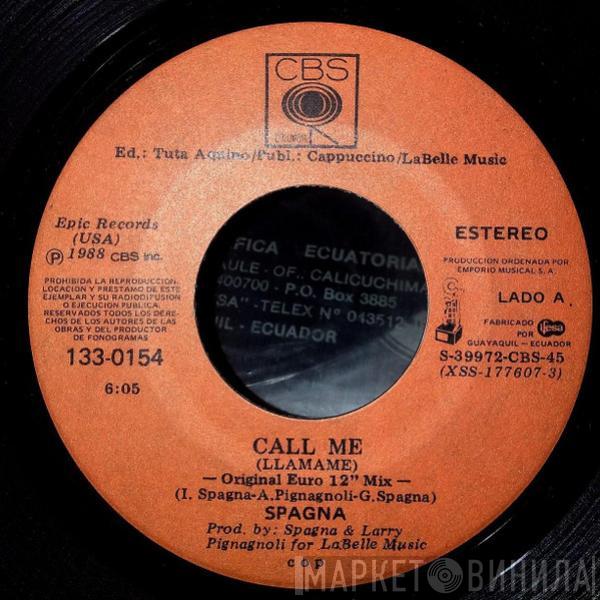 CBS
COLUMBIA
Ed.: Tuta Aquino/Publ.: Cappuccino/LaBelle Music
Epic Records
(USA)
Ⓟ 1988 CBS Inc.
PROHIBIDA LA REPRODUCCION,
LOCACION Y PRESTAMO DE ESTE
EJEMPLAR Y SU RADIODIFUSION
O EJECUCION PUBLICA.
RESERVADOS TODOS LOS DERE-
CHOS DE LOS AUTORES DE LAS
OBRAS Y DEL PRODUCTOR
DE FONOGRAMAS
133-0154
6:05
ESTEREO
PRODUCCION ORDENADA POR
EMPORIO MUSICAL S.A.
LADO A
FABRICADO
POR
ifesa
GUAYAQUIL - ECUADOR
S-39972-CBS-45
(XSS-177607-3)
FICA ECUATORIA
AULE - OF.. CALICUCHIMA
400700 - P.O. Box 3885
SA" -TELEX Nº 043512
IL - ECUADOR
CALL ME
(LLAMAME)
— Original Euro 12" Mix —
(I. Spagna-A. Pignagnoli-G. Spagna)
SPAGNA
Prod. by: Spagna & Larry
Pignagnoli for LaBelle Music
cop
МАРКЕТ ВИНИЛА